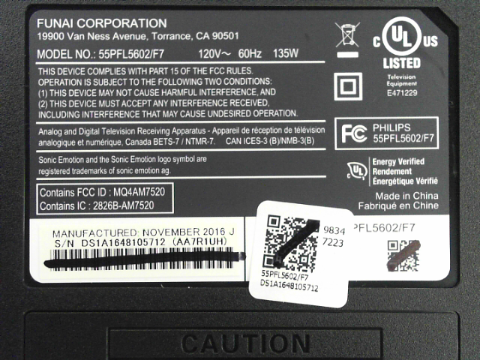 FUNAI CORPORATION
19900 Van Ness Avenue, Torrance, CA 90501
MODEL NO.: 55PFL5602/F7 120V~ 60Hz 135W
THIS DEVICE COMPLIES WITH PART 15 OF THE FCC RULES.
OPERATION IS SUBJECT TO THE FOLLOWING TWO CONDITIONS:
(1) THIS DEVICE MAY NOT CAUSE HARMFUL INTERFERENCE, AND
(2) THIS DEVICE MUST ACCEPT ANY INTERFERENCE RECEIVED,
INCLUDING INTERFERENCE THAT MAY CAUSE UNDESIRED OPERATION.
Analog and Digital Television Receiving Apparatus - Appareil de réception de télévision
analogique et numérique, Canada BETS-7 / NTMR-7. CAN ICES-3 (B)/NMB-3(B)
Sonic Emotion and the Sonic Emotion logo symbol are
registered trademarks of sonic emotion ag.
Contains FCC ID : MQ4AM7520
Contains IC : 2826B-AM7520
C UL US
LISTED
Television
Equipment
E471229
FC PHILIPS
55PFL5602/F7
UL Energy Verified
Rendement
Énergétique Vérifié
Made in China
Fabriqué en China
MANUFACTURED: NOVEMBER 2016 J
S/N DS1A1648105712 (AA7R1UH)
9834
7223
55PFL5602/F7
DS1A1648105712
PFL5602/F7
CAUTION